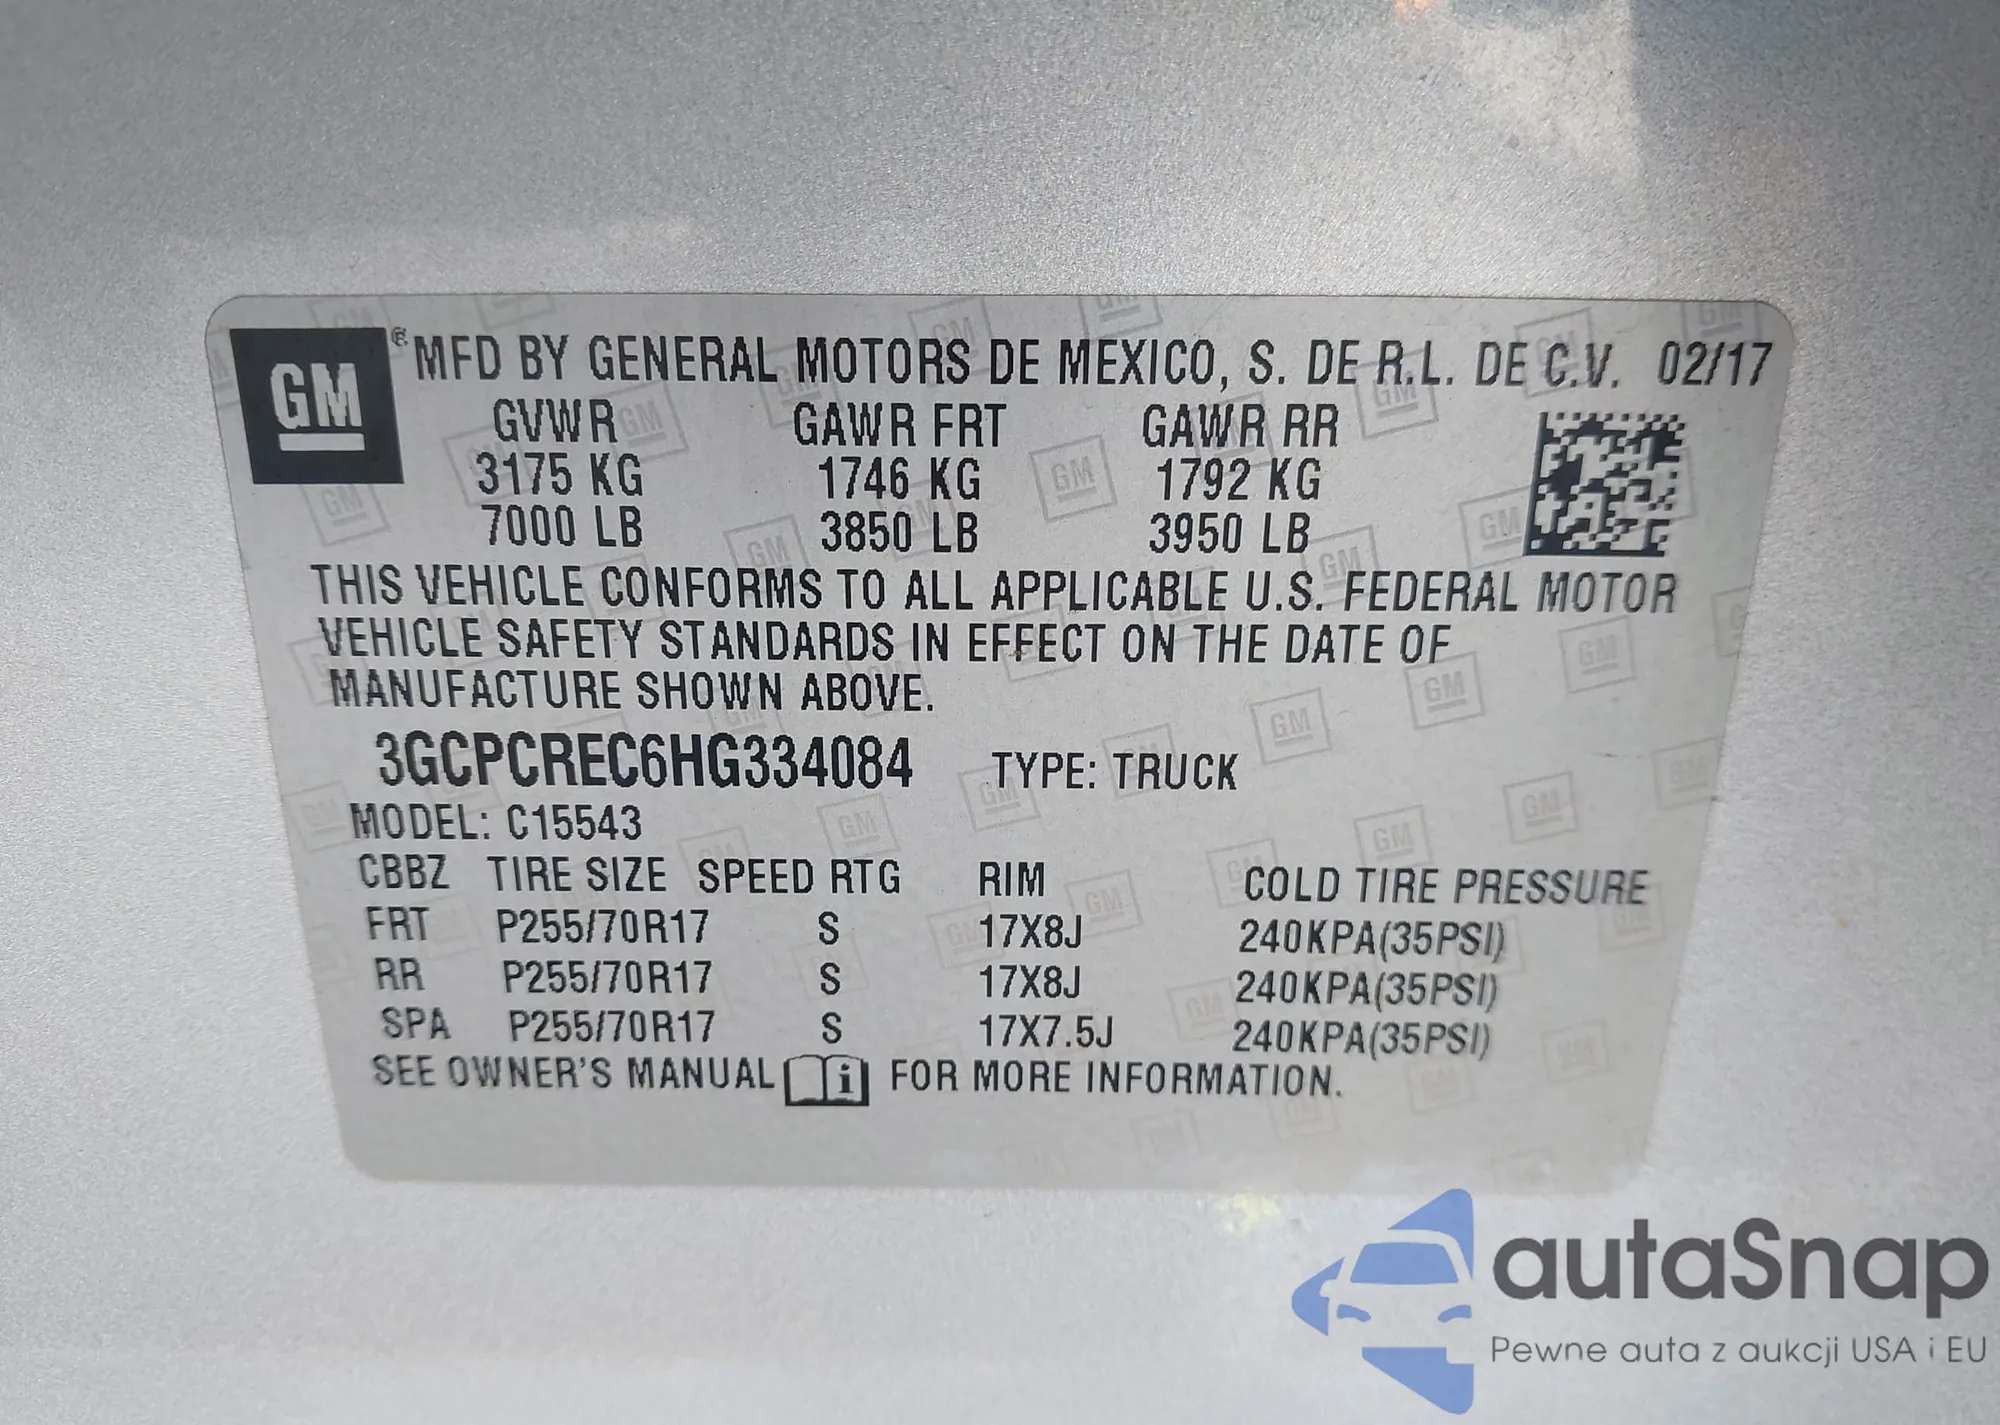 GM® MFD BY GENERAL MOTORS DE MEXICO, S. DE R.L. DE C.V. 02/17
GVWR GAWR FRT GAWR RR
3175 KG 1746 KG 1792 KG
7000 LB 3850 LB 3950 LB
THIS VEHICLE CONFORMS TO ALL APPLICABLE U.S. FEDERAL MOTOR
VEHICLE SAFETY STANDARDS IN EFFECT ON THE DATE OF
MANUFACTURE SHOWN ABOVE.
3GCPCREC6HG334084 TYPE: TRUCK
MODEL: C15543
CBBZ TIRE SIZE SPEED RTG RIM COLD TIRE PRESSURE
FRT P255/70R17 S 17X8J 240KPA(35PSI)
RR P255/70R17 S 17X8J 240KPA(35PSI)
SPA P255/70R17 S 17X7.5J 240KPA(35PSI)
SEE OWNER'S MANUAL i FOR MORE INFORMATION.
autaSnap
Pewne auta z aukcji USA i EU